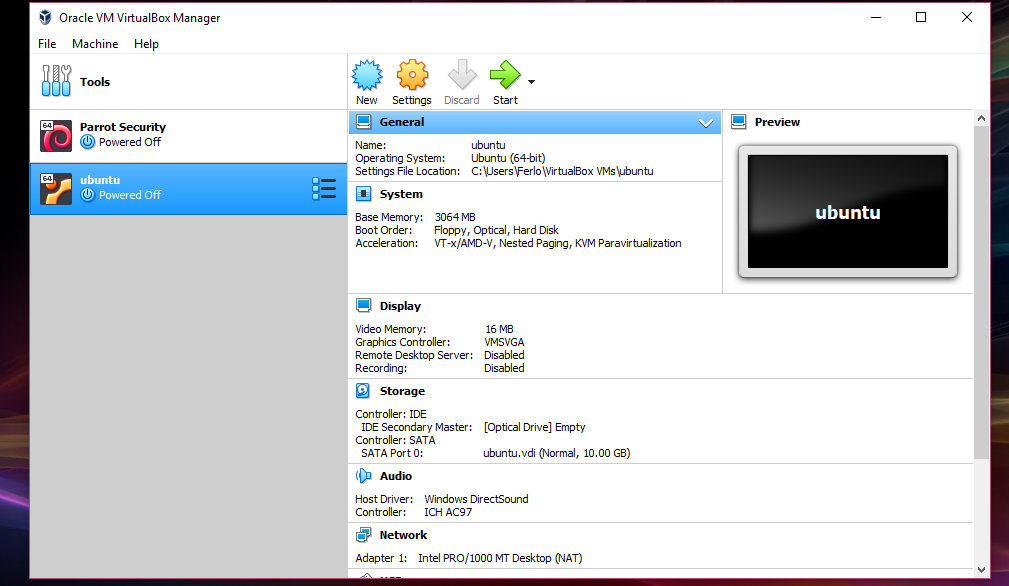 Oracle VM VirtualBox Manager
File Machine Help
Tools
New Settings Discard Start
64 Parrot Security
Powered Off
64 ubuntu
Powered Off
General
Name: ubuntu
Operating System: Ubuntu (64-bit)
Settings File Location: C:\Users\Ferlo\VirtualBox VMs\ubuntu
System
Base Memory: 3064 MB
Boot Order: Floppy, Optical, Hard Disk
Acceleration: VT-x/AMD-V, Nested Paging, KVM Paravirtualization
Preview
ubuntu
Display
Video Memory: 16 MB
Graphics Controller: VMSVGA
Remote Desktop Server: Disabled
Recording: Disabled
Storage
Controller: IDE
IDE Secondary Master: [Optical Drive] Empty
Controller: SATA
SATA Port 0: ubuntu.vdi (Normal, 10.00 GB)
Audio
Host Driver: Windows DirectSound
Controller: ICH AC97
Network
Adapter 1: Intel PRO/1000 MT Desktop (NAT)